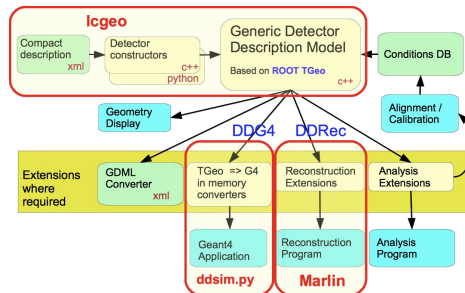 lcgeo
Compact
description
xml
Detector
constructors
c++
python
Generic Detector
Description Model
Based on ROOT TGeo
c++
Conditions DB
Geometry
Display
DDG4
DDRec
Alignment /
Calibration
Extensions
where
required
GDML
Converter
xml
TGeo => G4
in memory
converters
Reconstruction
Extensions
Analysis
Extensions
Geant4
Application
Reconstruction
Program
Analysis
Program
ddsim.py
Marlin